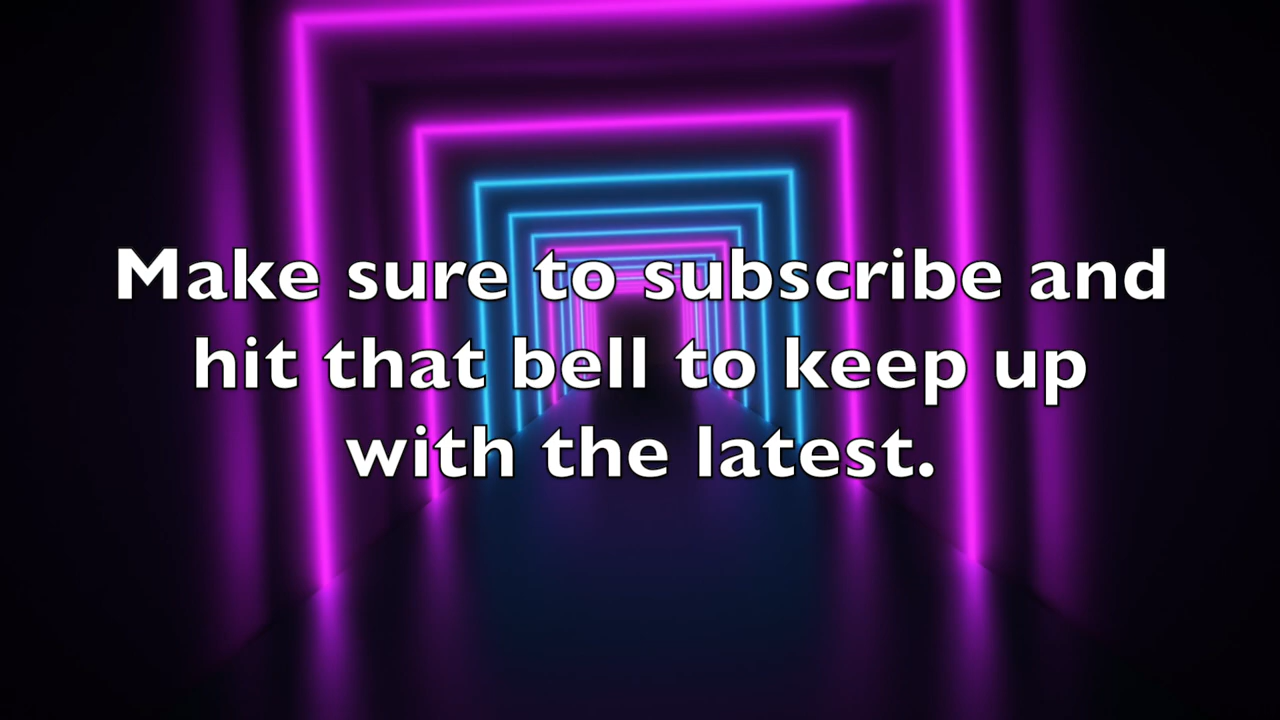 Make sure to subscribe and
hit that bell to keep up
with the latest.